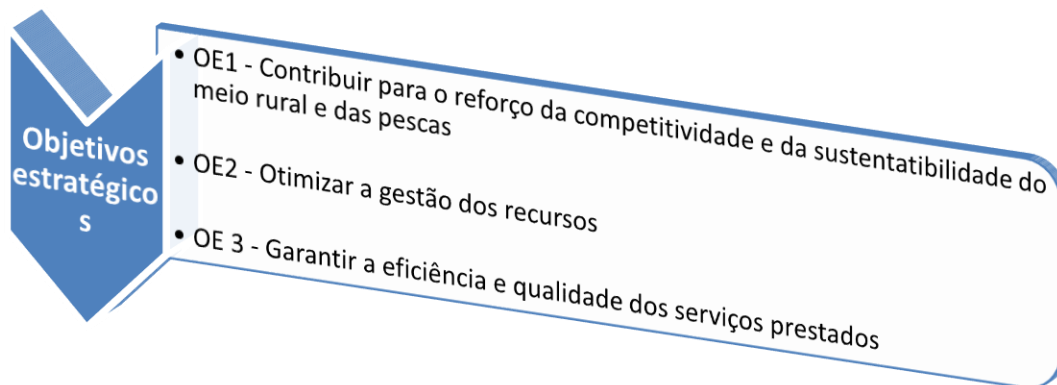 Objetivos
estratégico
s
• OE1 - Contribuir para o reforço da competitividade e da sustentatibilidade do
meio rural e das pescas
• OE2 - Otimizar a gestão dos recursos
• OE 3 - Garantir a eficiência e qualidade dos serviços prestados